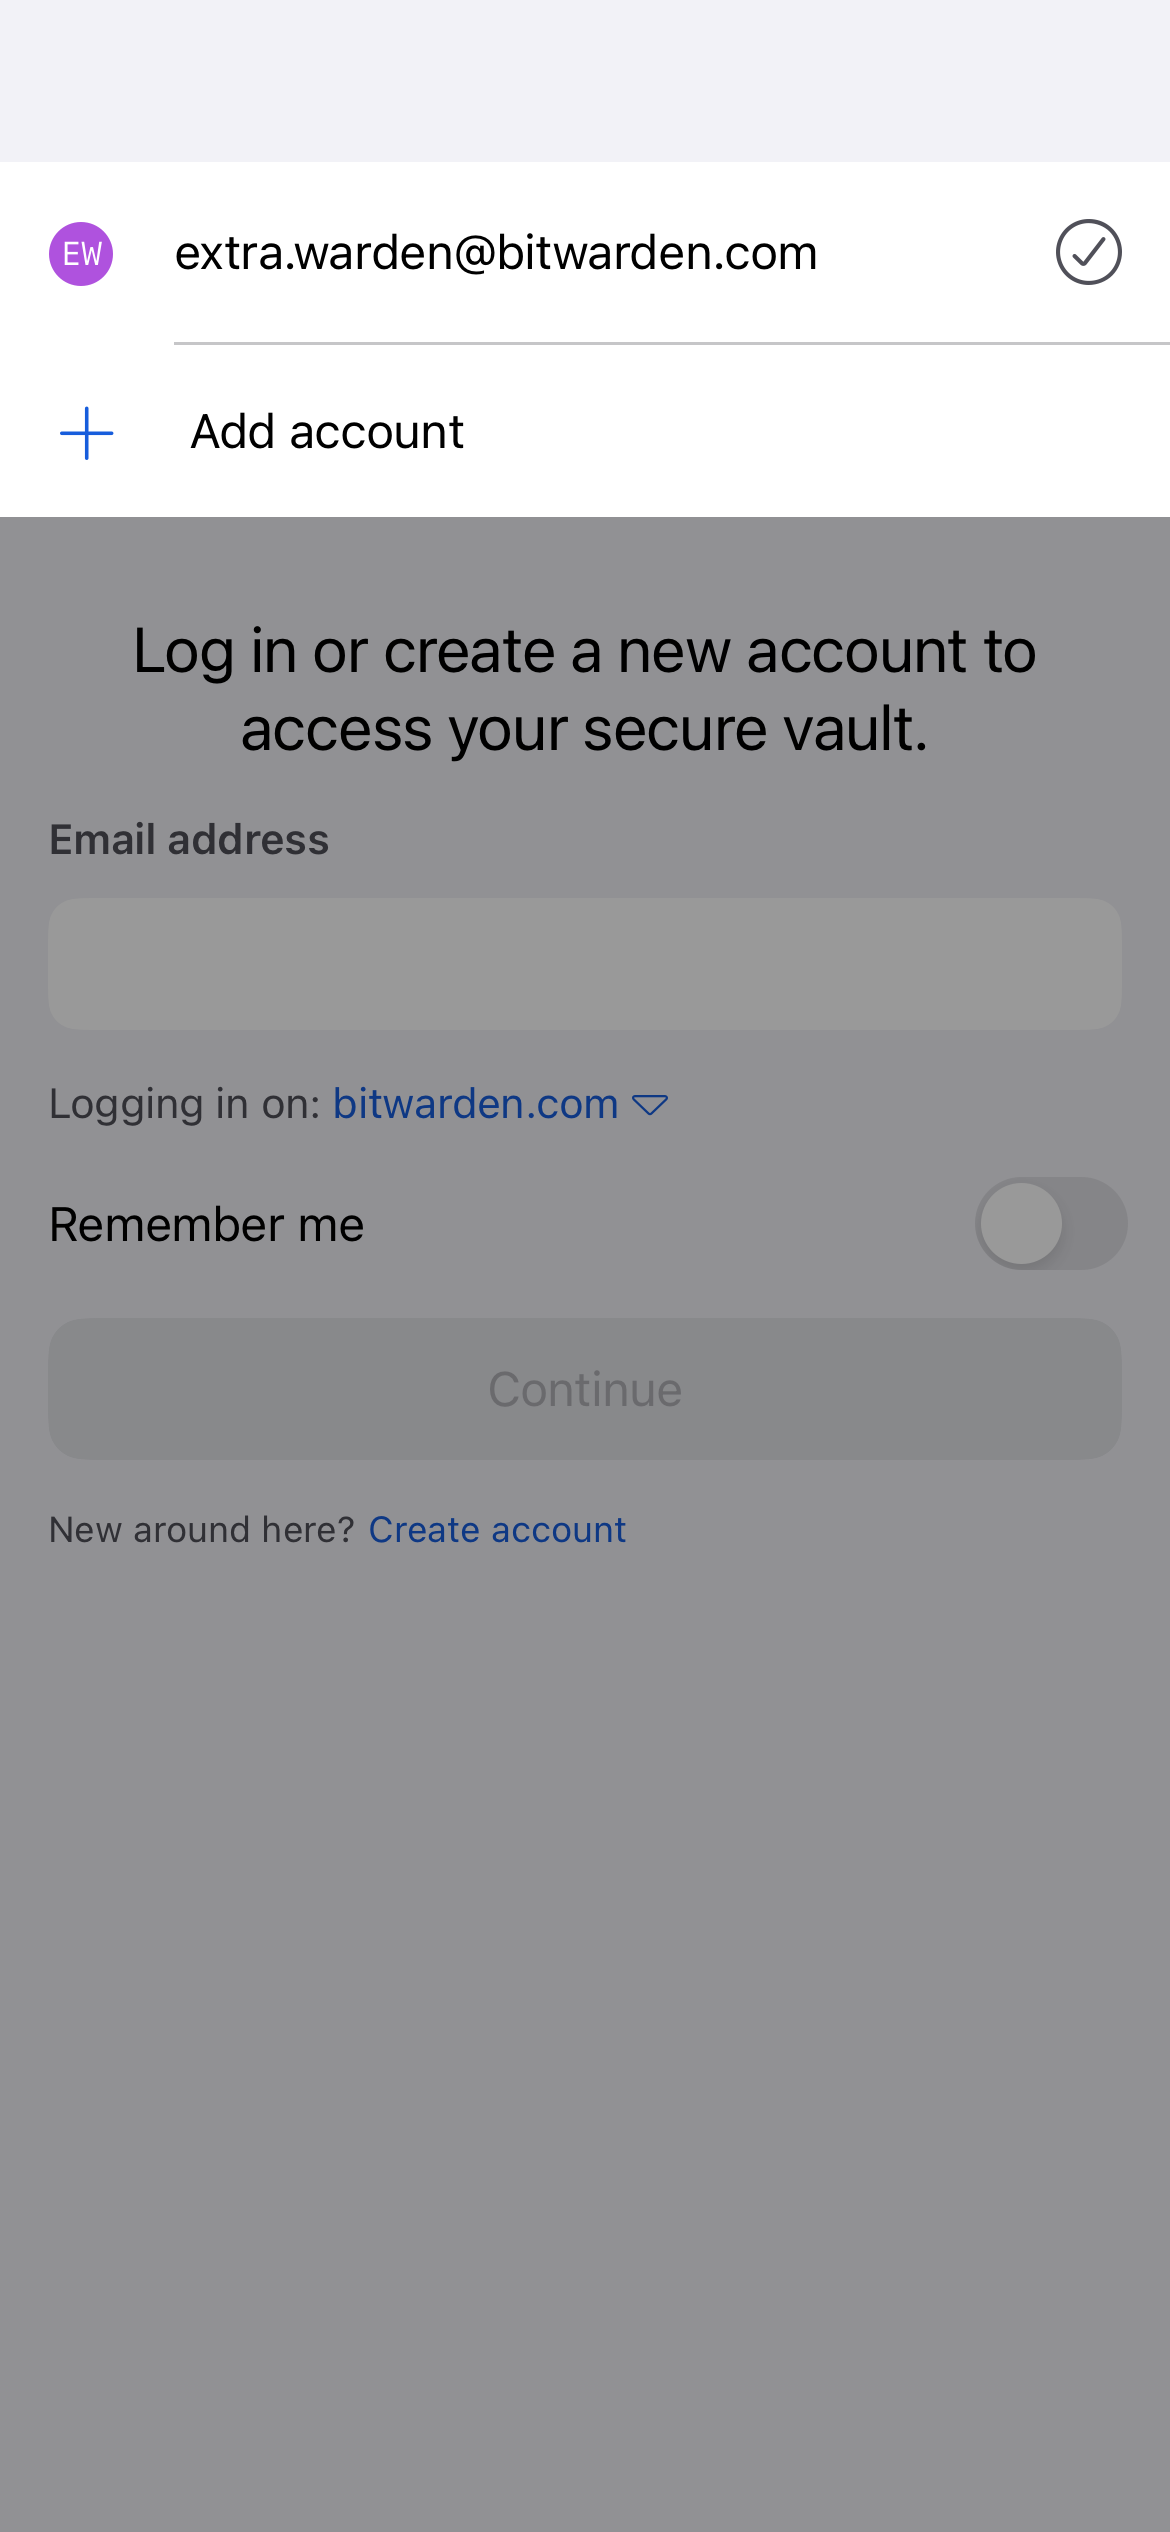 EW
extra.warden@bitwarden.com
Add account
Log in or create a new account to
access your secure vault.
Email address
Logging in on: bitwarden.com
Remember me
Continue
New around here? Create account